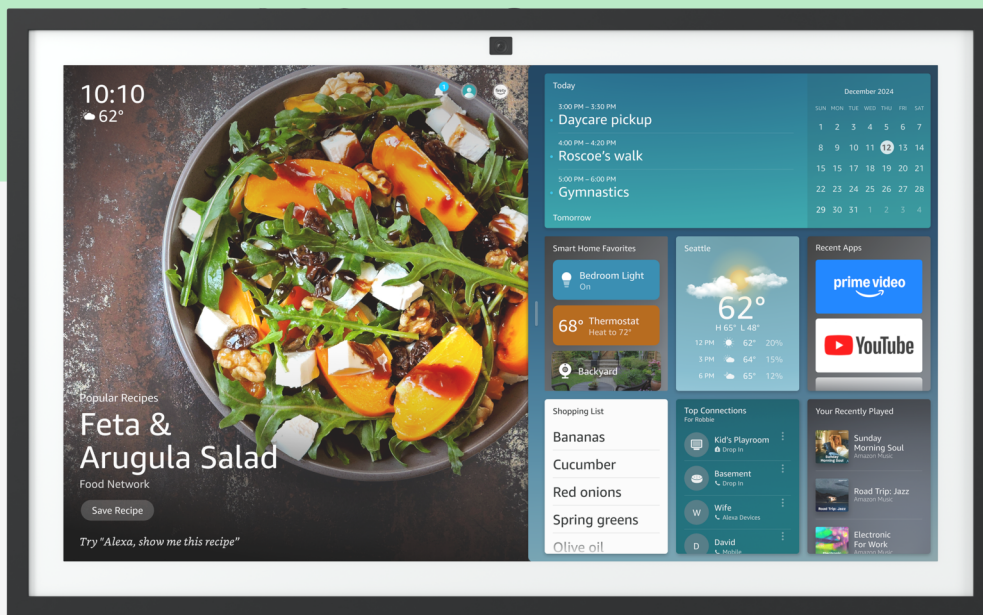 10:10
62°
Popular Recipes
Feta &
Arugula Salad
Food Network
Save Recipe
Try "Alexa, show me this recipe"
Today
3:00 PM – 3:30 PM
Daycare pickup
4:00 PM – 4:20 PM
Roscoe's walk
5:00 PM – 6:00 PM
Gymnastics
Tomorrow
December 2024
SUN MON TUE WED THU FRI SAT
1 2 3 4 5 6 7
8 9 10 11 12 13 14
15 15 17 18 19 20 21
22 23 24 25 26 27 28
29 30 31 1 2 3 4
Smart Home Favorites
Bedroom Light
On
68° Thermostat
Heat to 72°
Backyard
Seattle
62°
H 65° L 48°
12 PM 62° 20%
3 PM 64° 15%
6 PM 65° 12%
Recent Apps
prime video
YouTube
Shopping List
Bananas
Cucumber
Red onions
Spring greens
Olive oil
Top Connections
For Robbie
Kid's Playroom
Drop In
Basement
Drop In
W
Wife
Alexa Devices
D
David
Mobile
Your Recently Played
Sunday
Morning Soul
Amazon Music
Road Trip: Jazz
Amazon Music
Electronic
For Work
Amazon Music